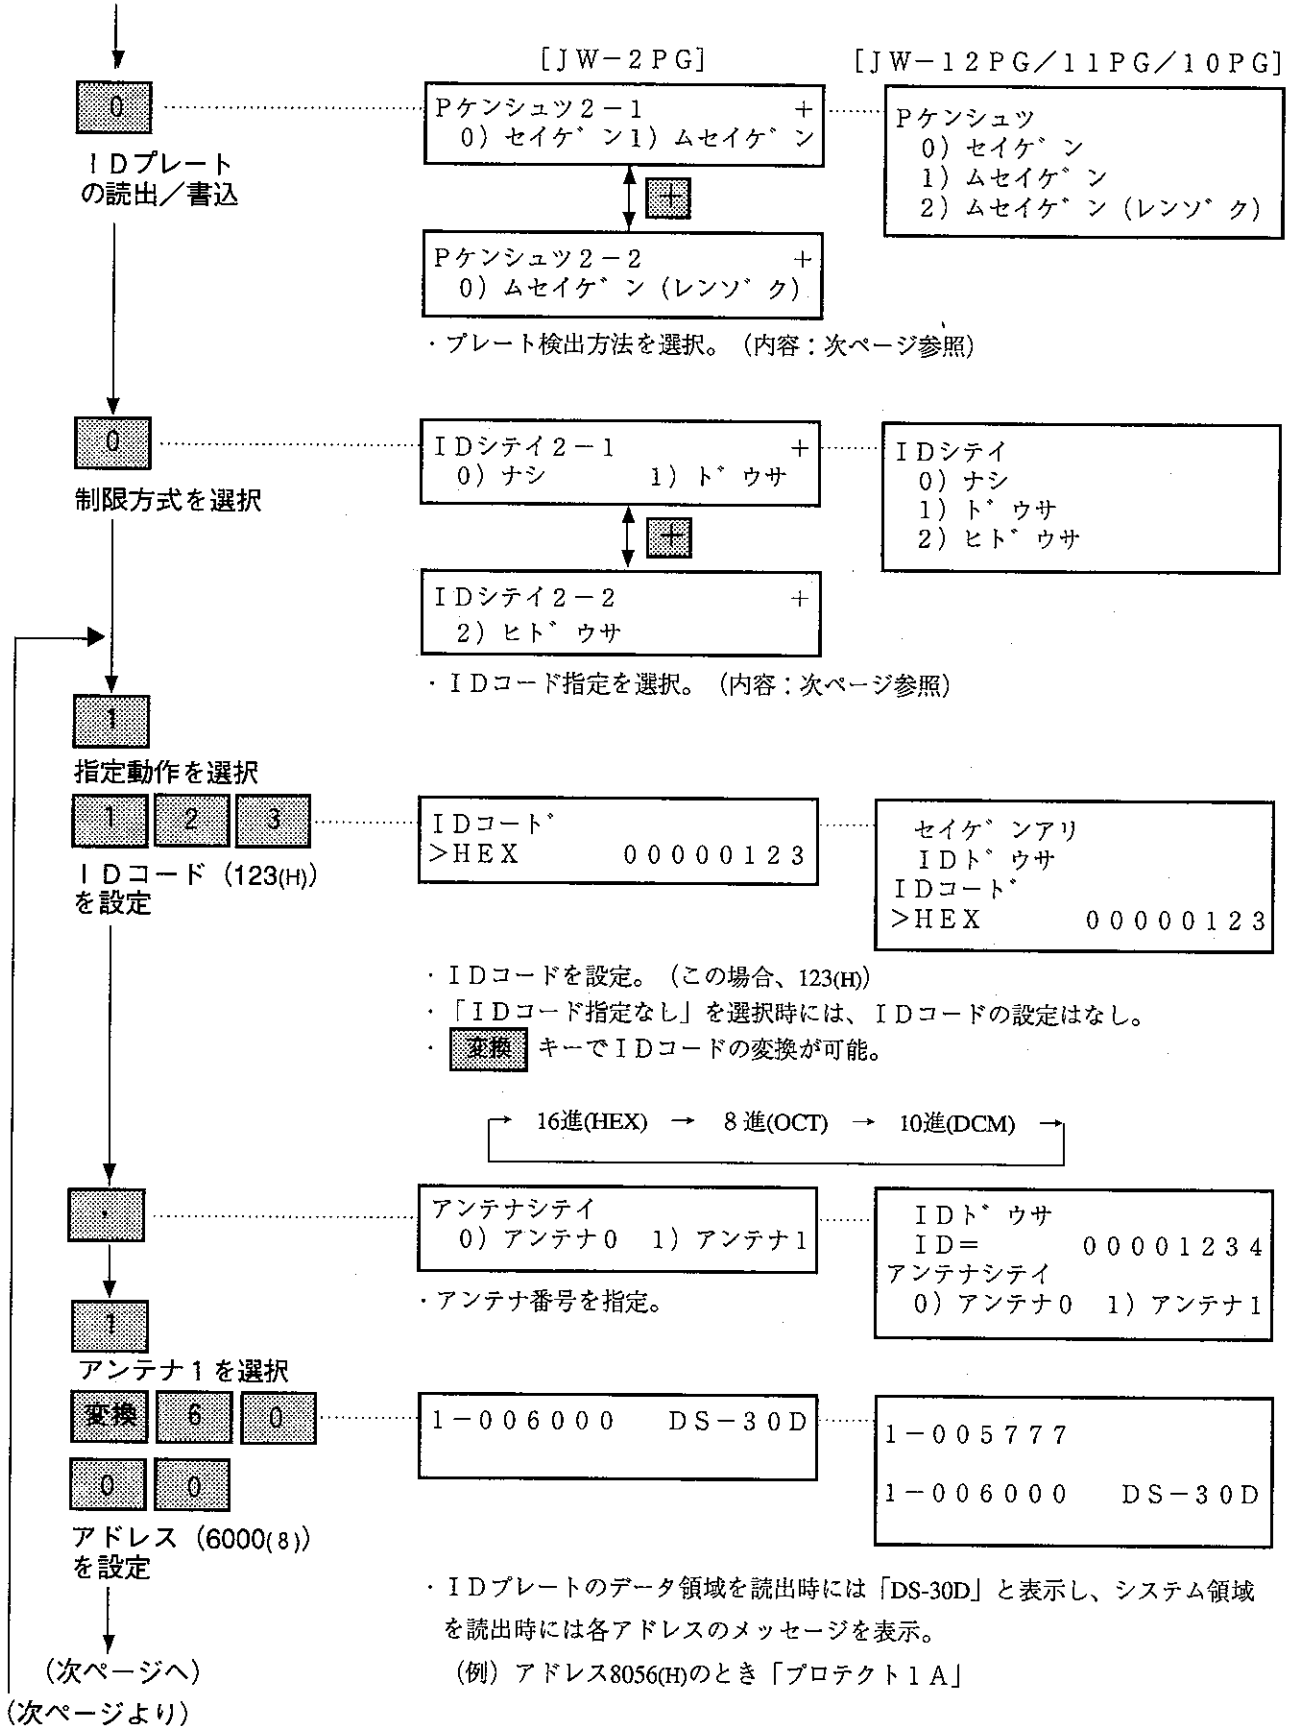 [JW－2PG]
[JW－12PG／11PG／10PG]
0
IDプレート
の読出／書込
Pケンシュツ2－1 ＋
0）セイゲン1）ムセイゲン
＋
Pケンシュツ2－2 ＋
0）ムセイゲン（レンゾク）
Pケンシュツ
0）セイゲン
1）ムセイゲン
2）ムセイゲン（レンゾク）
・プレート検出方法を選択。（内容：次ページ参照）
0
制限方式を選択
IDシテイ2－1 ＋
0）ナシ 1）ドウサ
＋
IDシテイ2－2 ＋
2）ヒドウサ
IDシテイ
0）ナシ
1）ドウサ
2）ヒドウサ
・IDコード指定を選択。（内容：次ページ参照）
1
指定動作を選択
1 2 3
IDコード（123(H)）
を設定
IDコード
＞HEX 00000123
セイゲンアリ
IDドウサ
IDコード
＞HEX 00000123
・IDコードを設定。（この場合、123(H)）
・「IDコード指定なし」を選択時には、IDコードの設定はなし。
・変換 キーでIDコードの変換が可能。
→ 16進(HEX) → 8進(OCT) → 10進(DCM) →
・
アンテナシテイ
0）アンテナ0 1）アンテナ1
IDドウサ
ID＝ 00001234
アンテナシテイ
0）アンテナ0 1）アンテナ1
・アンテナ番号を指定。
1
アンテナ1を選択
変換 6 0
0 0
アドレス（6000(8)）
を設定
1－006000 DS－30D
1－005777
1－006000 DS－30D
・IDプレートのデータ領域を読出時には「DS-30D」と表示し、システム領域
を読出時には各アドレスのメッセージを表示。
（例）アドレス8056(H)のとき「プロテクト1A」
（次ページへ）
（次ページより）